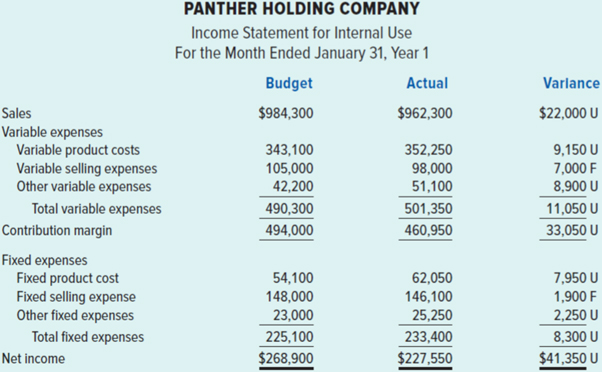 PANTHER HOLDING COMPANY
Income Statement for Internal Use
For the Month Ended January 31, Year 1
Budget Actual Variance
Sales $984,300 $962,300 $22,000 U
Variable expenses
Variable product costs 343,100 352,250 9,150 U
Variable selling expenses 105,000 98,000 7,000 F
Other variable expenses 42,200 51,100 8,900 U
Total variable expenses 490,300 501,350 11,050 U
Contribution margin 494,000 460,950 33,050 U
Fixed expenses
Fixed product cost 54,100 62,050 7,950 U
Fixed selling expense 148,000 146,100 1,900 F
Other fixed expenses 23,000 25,250 2,250 U
Total fixed expenses 225,100 233,400 8,300 U
Net income $268,900 $227,550 $41,350 U